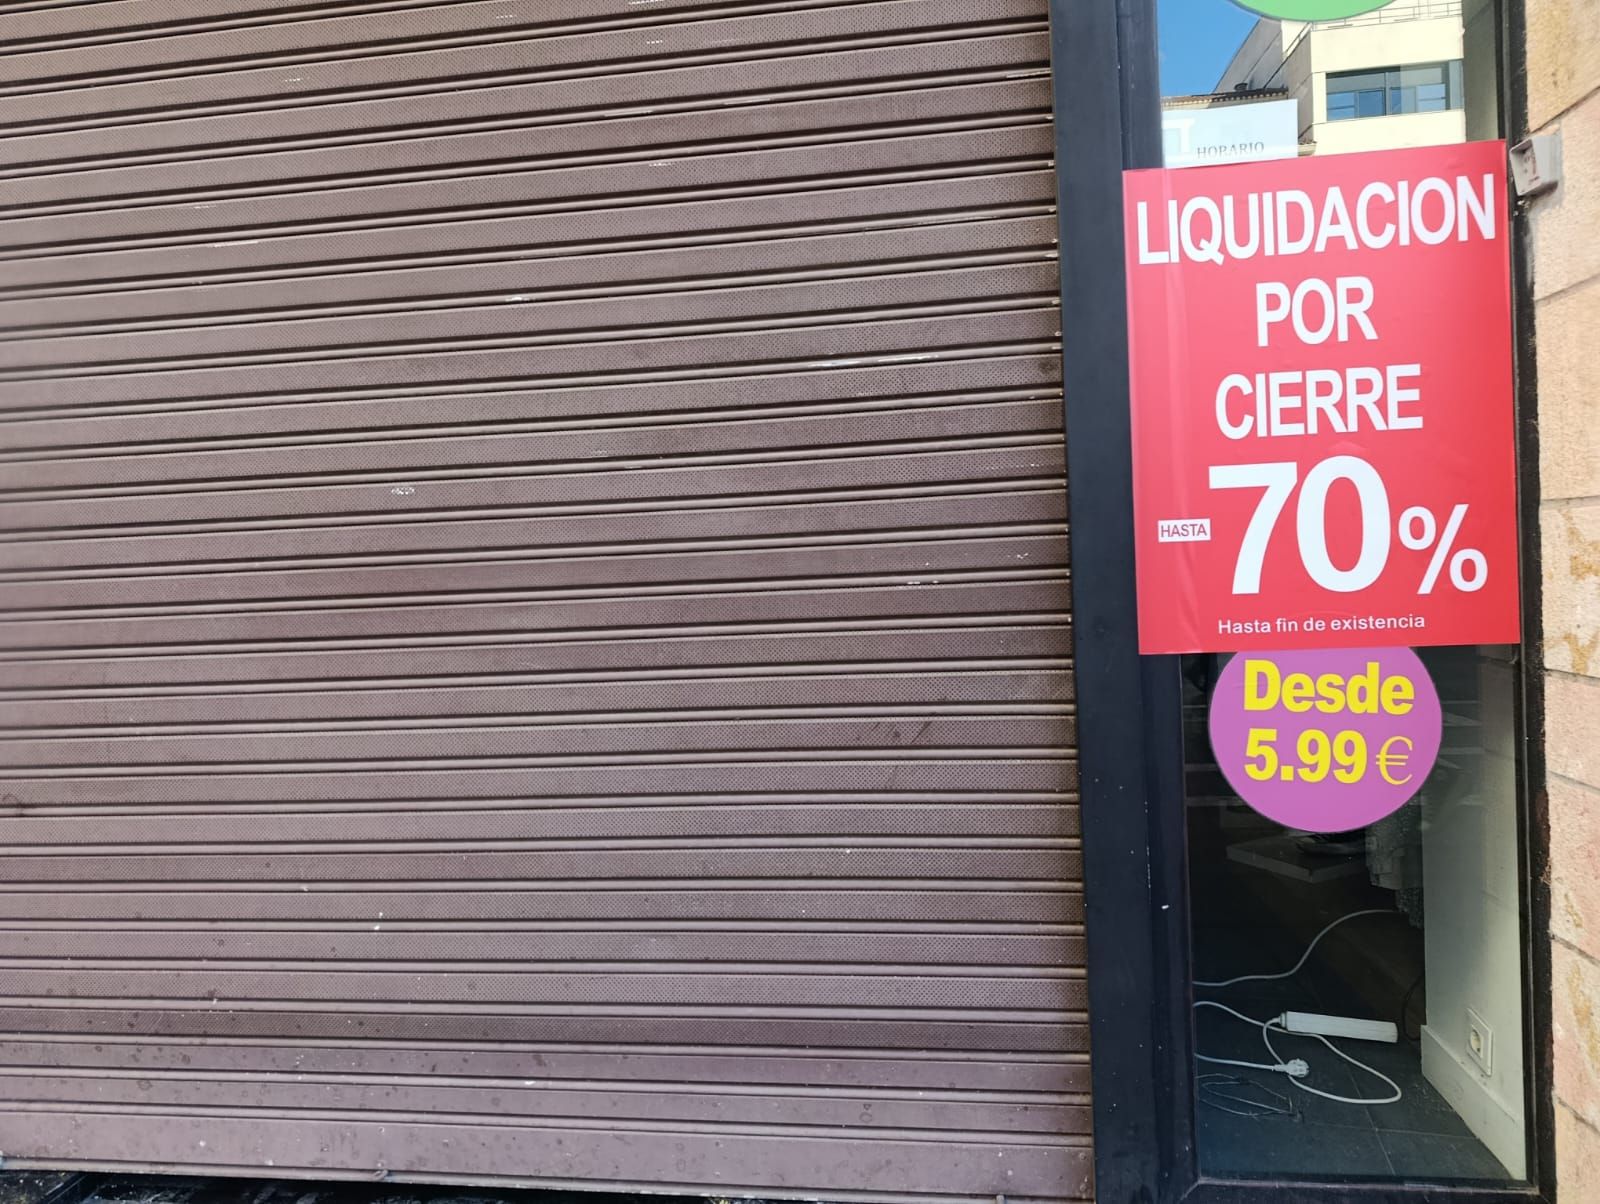 HORARIO
LIQUIDACION
POR
CIERRE
HASTA 70%
Hasta fin de existencia
Desde
5.99 €